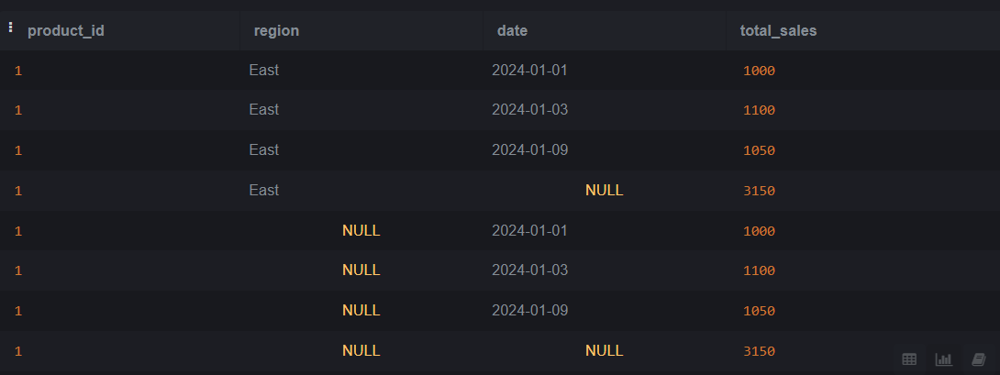 product_id region date total_sales
1 East 2024-01-01 1000
1 East 2024-01-03 1100
1 East 2024-01-09 1050
1 East NULL 3150
1 NULL 2024-01-01 1000
1 NULL 2024-01-03 1100
1 NULL 2024-01-09 1050
1 NULL NULL 3150